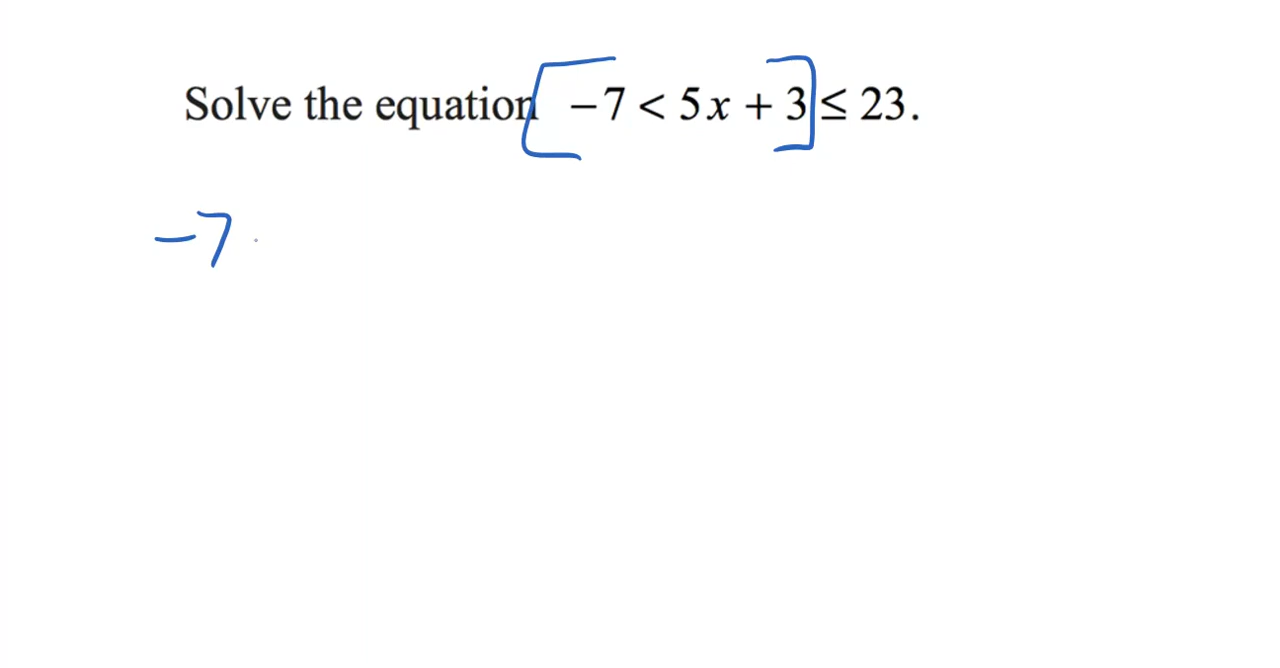 Solve the equation −7 < 5x + 3 ≤ 23.
−7